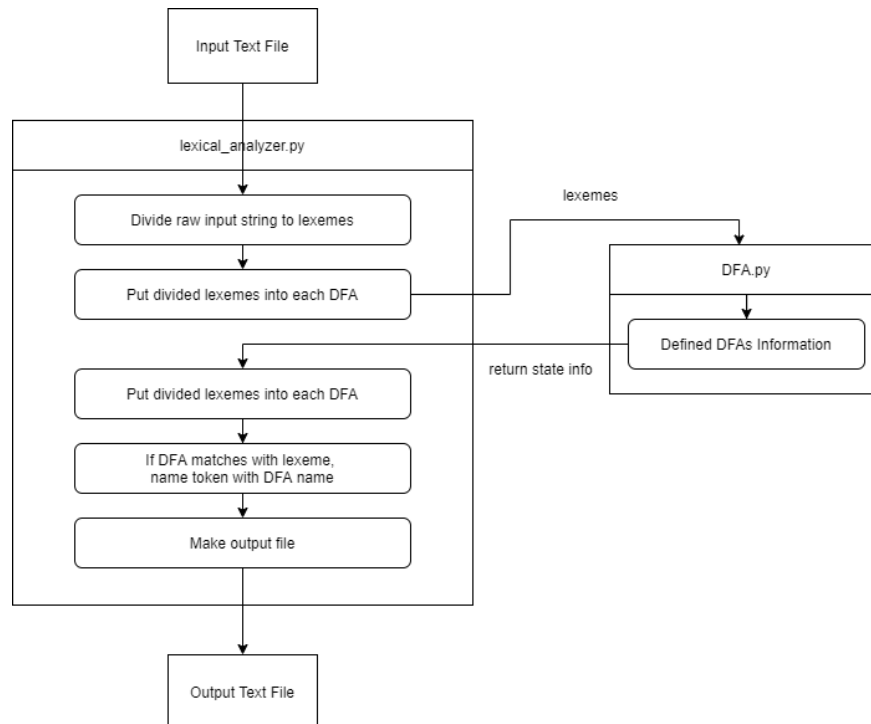 Input Text File
lexical_analyzer.py
Divide raw input string to lexemes
lexemes
Put divided lexemes into each DFA
DFA.py
Defined DFAs Information
return state info
Put divided lexemes into each DFA
If DFA matches with lexeme,
name token with DFA name
Make output file
Output Text File